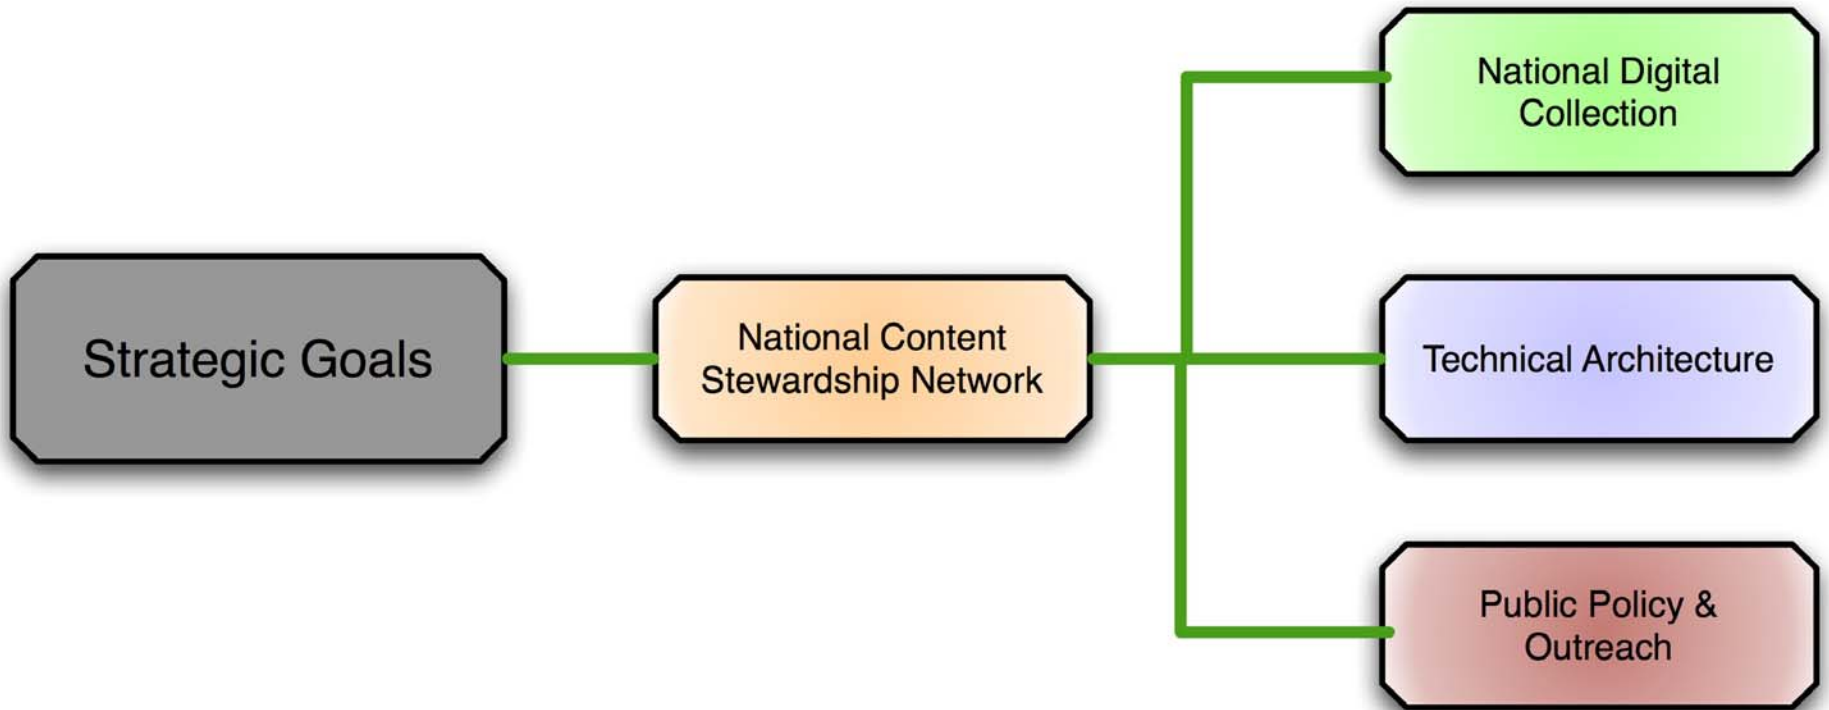 Strategic Goals
National Content
Stewardship Network
National Digital
Collection
Technical Architecture
Public Policy &
Outreach